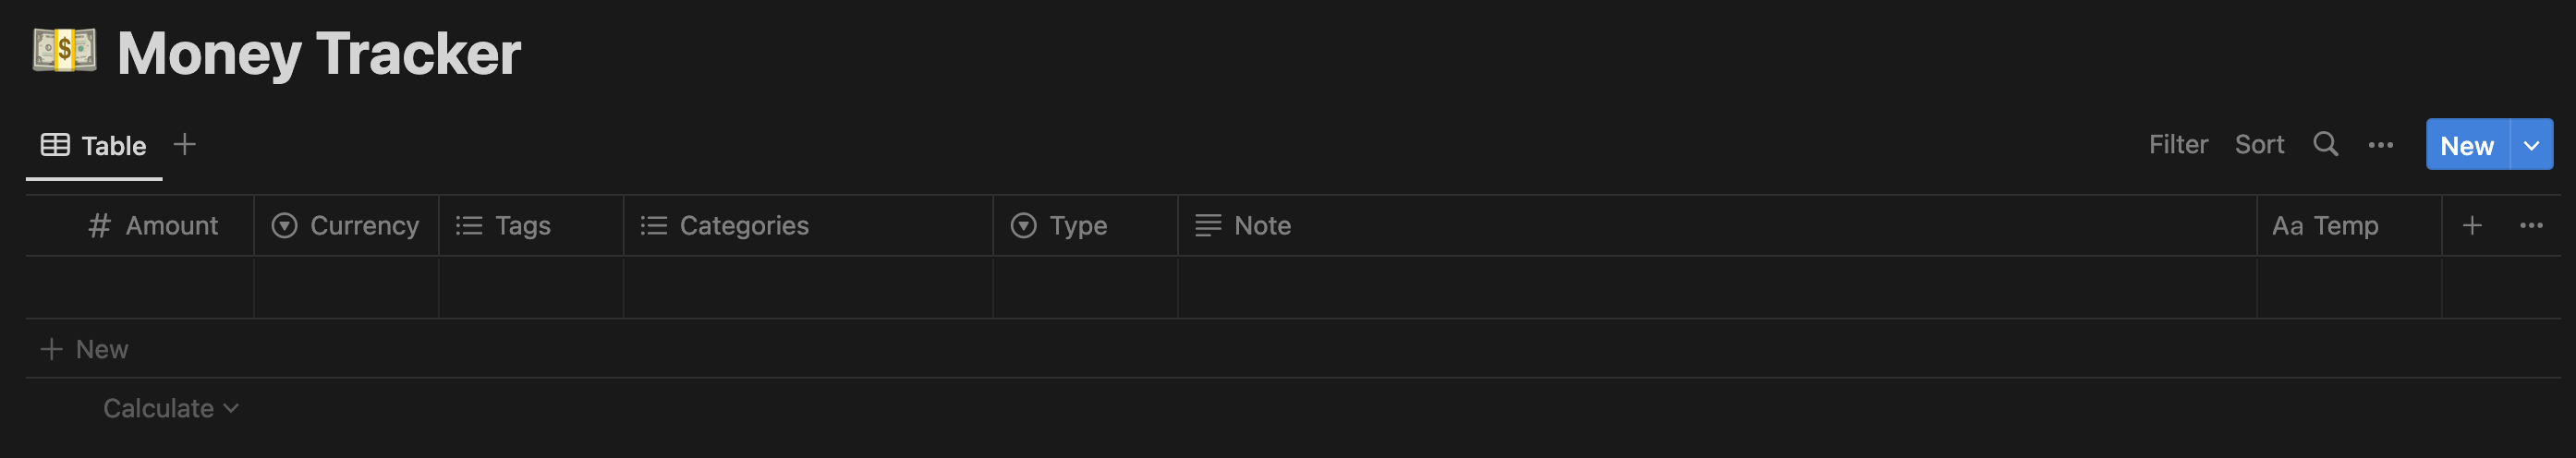 Money Tracker
Table
Filter Sort New
Amount Currency Tags Categories Type Note Aa Temp
New
Calculate